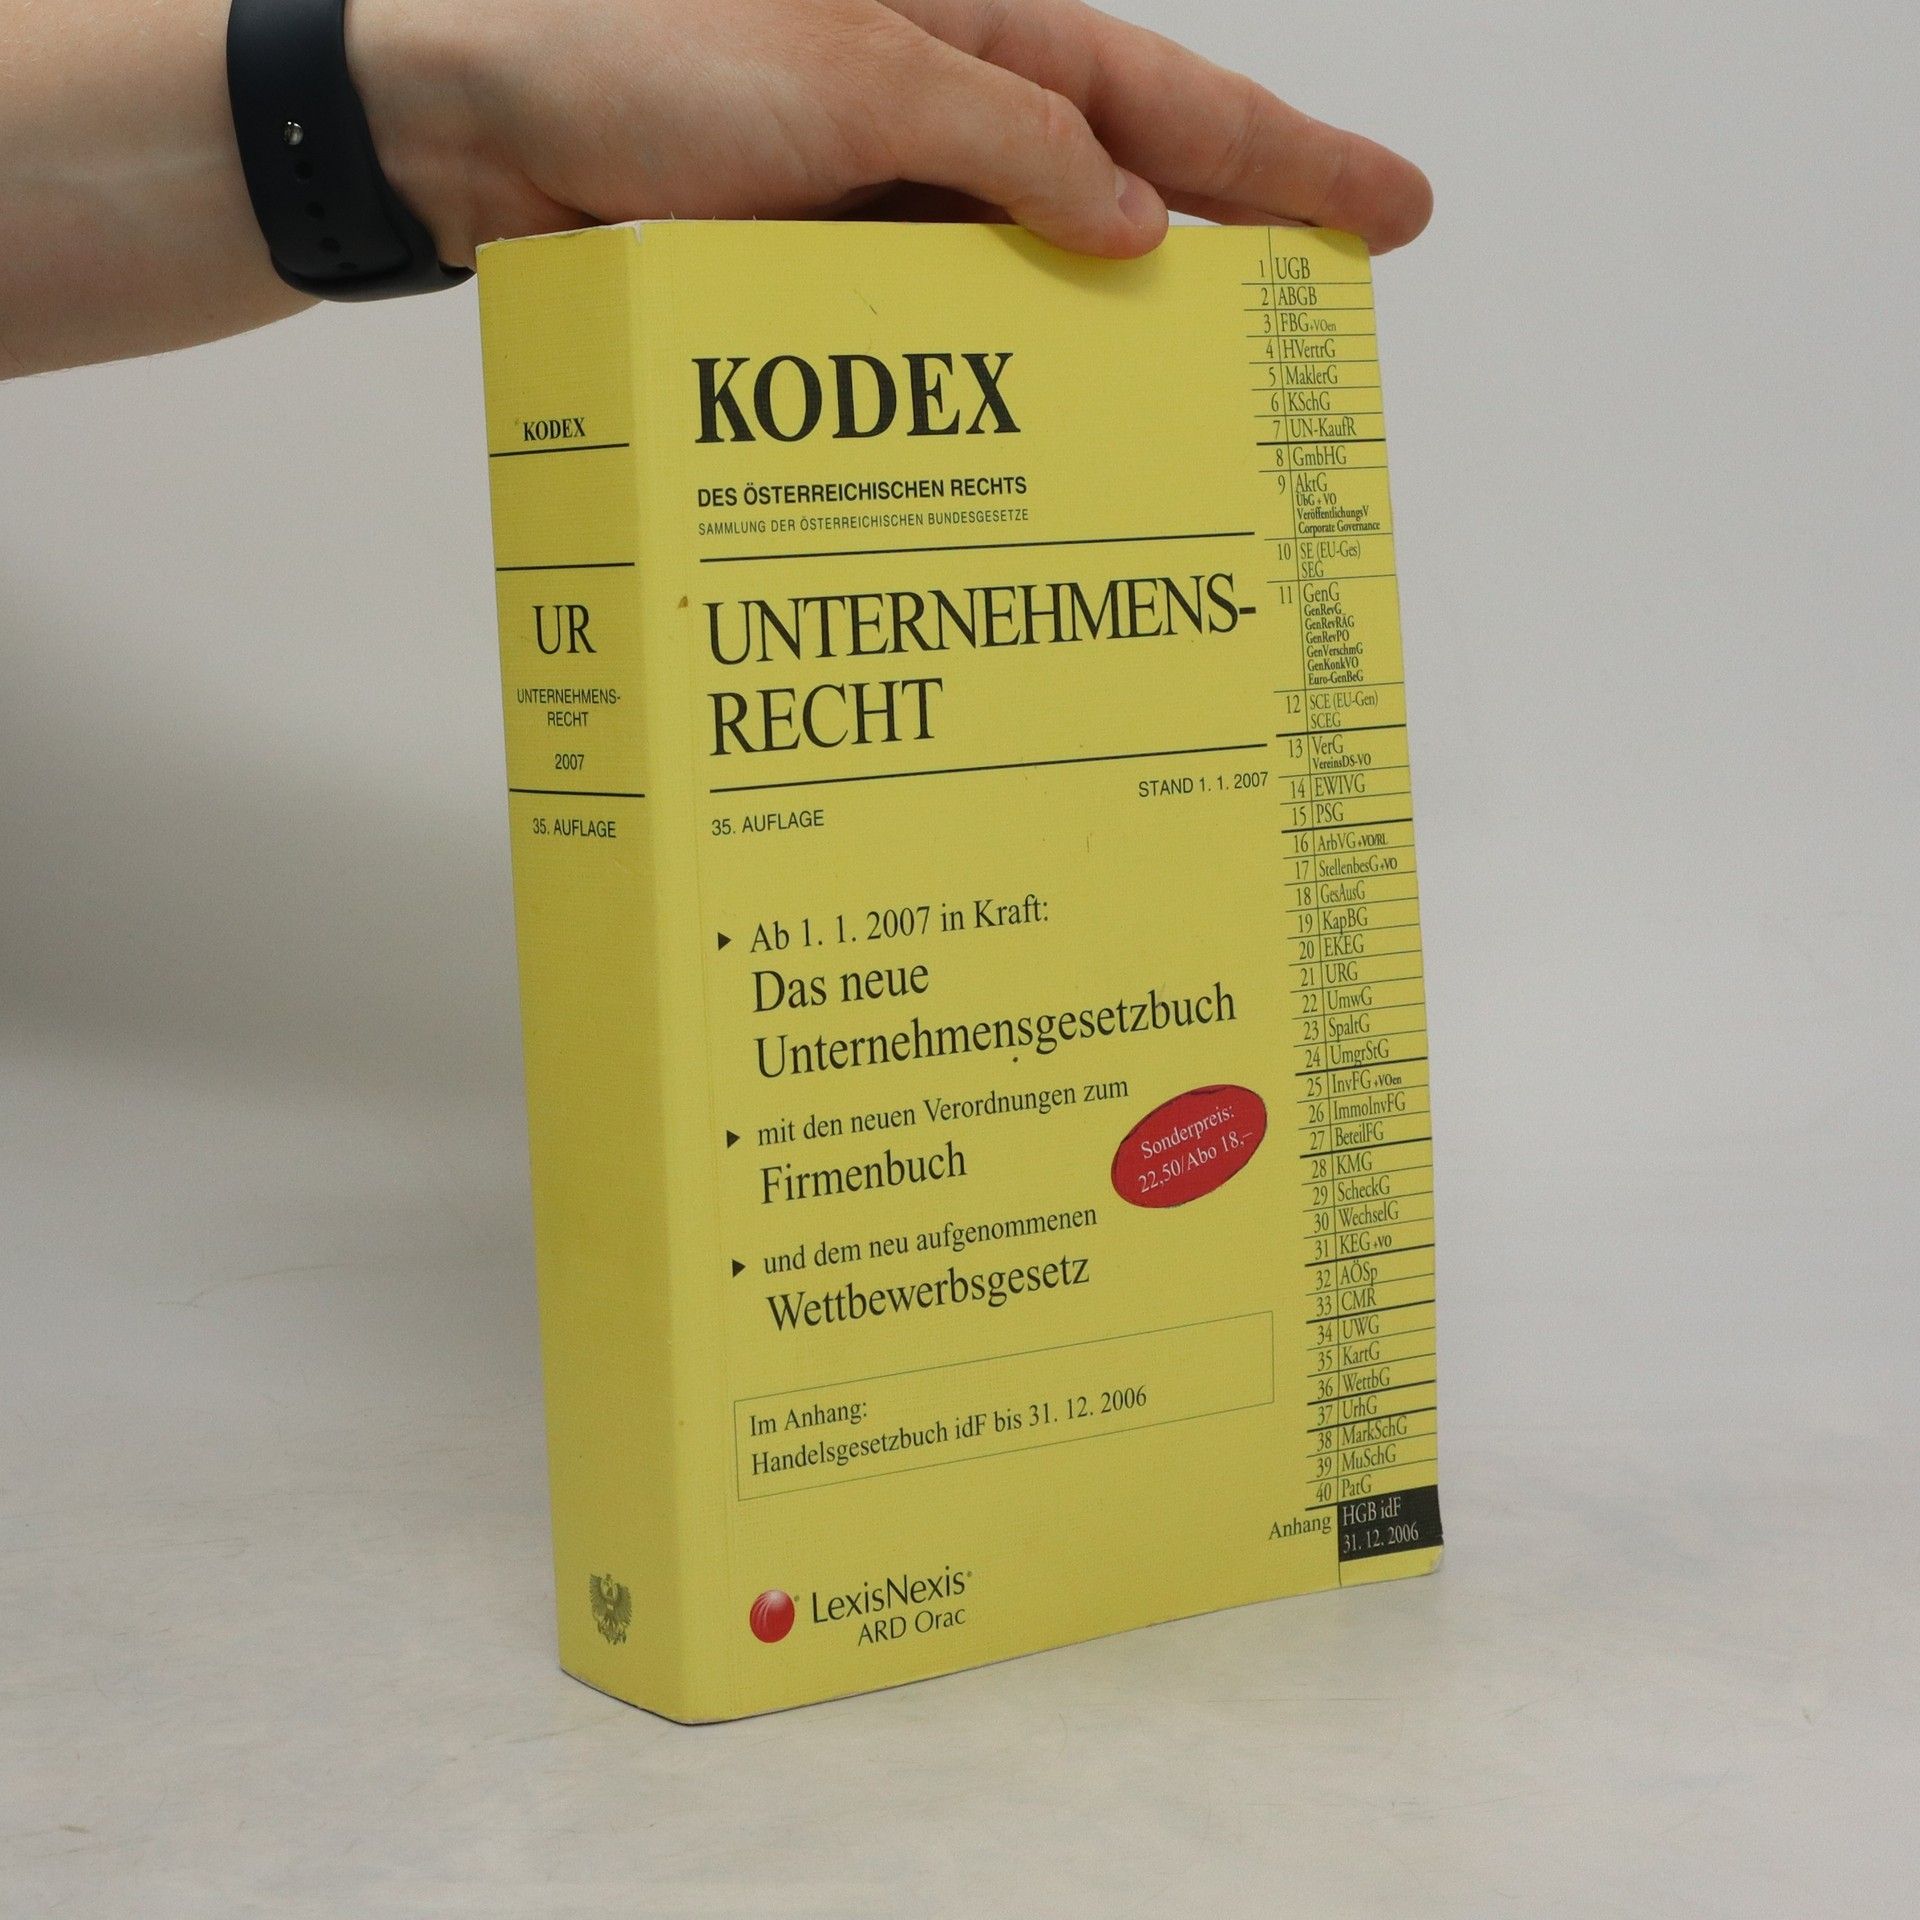 KODEX
UR
UNTERNEHMENS-
RECHT
2007
35. AUFLAGE
KODEX
DES ÖSTERREICHISCHEN RECHTS
SAMMLUNG DER ÖSTERREICHISCHEN BUNDESGESETZE
UNTERNEHMENS-
RECHT
STAND 1. 1. 2007
35. AUFLAGE
Ab 1. 1. 2007 in Kraft:
Das neue
Unternehmensgesetzbuch
mit den neuen Verordnungen zum
Firmenbuch
Sonderpreis:
22,50/Abo 18,–
und dem neu aufgenommenen
Wettbewerbsgesetz
Im Anhang:
Handelsgesetzbuch idF bis 31. 12. 2006
LexisNexis®
ARD Orac
1 UGB
2 ABGB
3 FBG+VOen
4 HVertrG
5 MaklerG
6 KSchG
7 UN-KaufR
8 GmbHG
9 AktG
ÜbG + VO
VeröffentlichungsV
Corporate Governance
10 SE (EU-Ges)
SEG
11 GenG
GenRevG
GenRevRÄG
GenRevPO
GenVerschmG
GenKonkVO
Euro-GenBeG
12 SCE (EU-Gen)
SCEG
13 VerG
VereinsDS-VO
14 EWIVG
15 PSG
16 ArbVG+VO/RL
17 StellenbesG+VO
18 GesAusG
19 KapBG
20 EKEG
21 URG
22 UmwG
23 SpaltG
24 UmgrStG
25 InvFG+VOen
26 ImmoInvFG
27 BeteilFG
28 KMG
29 ScheckG
30 WechselG
31 KEG+VO
32 AÖSp
33 CMR
34 UWG
35 KartG
36 WettbG
37 UrhG
38 MarkSchG
39 MuSchG
40 PatG
Anhang HGB idF
31. 12. 2006